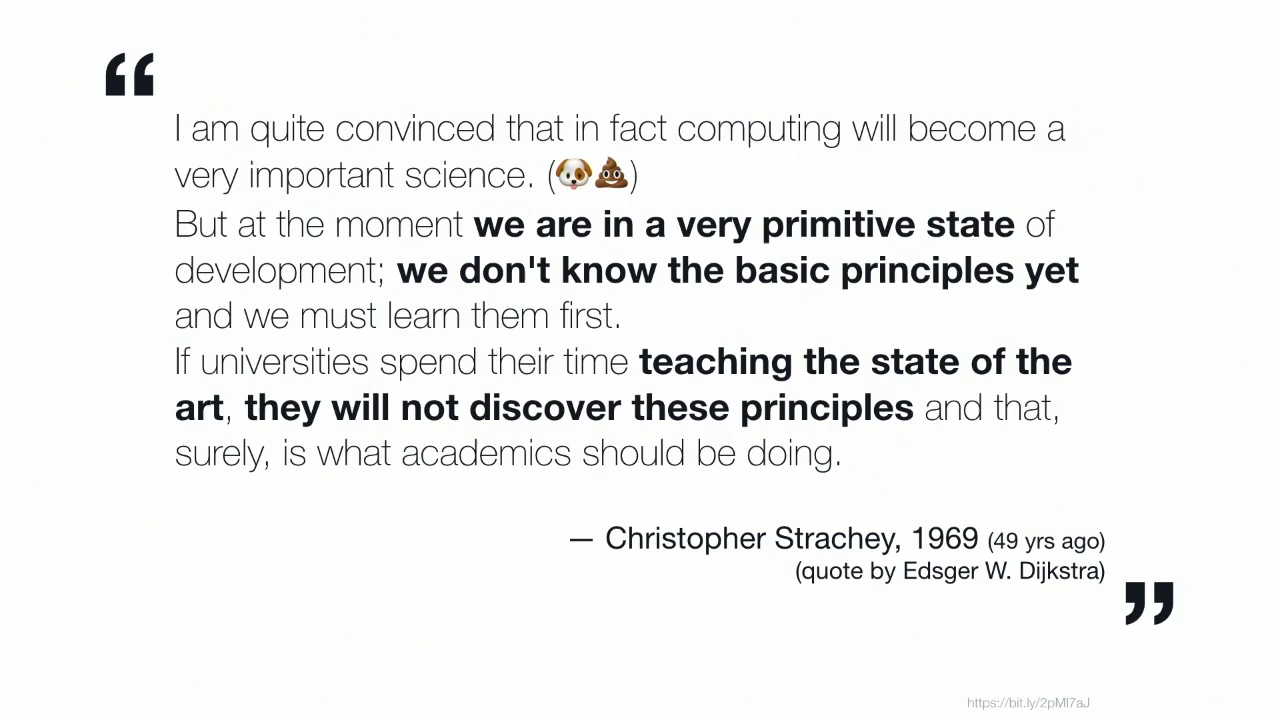 “
I am quite convinced that in fact computing will become a
very important science. (🐶💩)
But at the moment we are in a very primitive state of
development; we don't know the basic principles yet
and we must learn them first.
If universities spend their time teaching the state of the
art, they will not discover these principles and that,
surely, is what academics should be doing.
— Christopher Strachey, 1969 (49 yrs ago)
(quote by Edsger W. Dijkstra)
”
https://bit.ly/2pMl7aJ